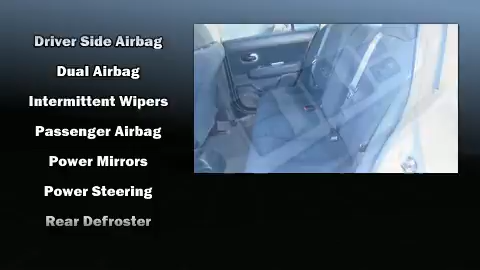 Driver Side Airbag
Dual Airbag
Intermittent Wipers
Passenger Airbag
Power Mirrors
Power Steering
Rear Defroster